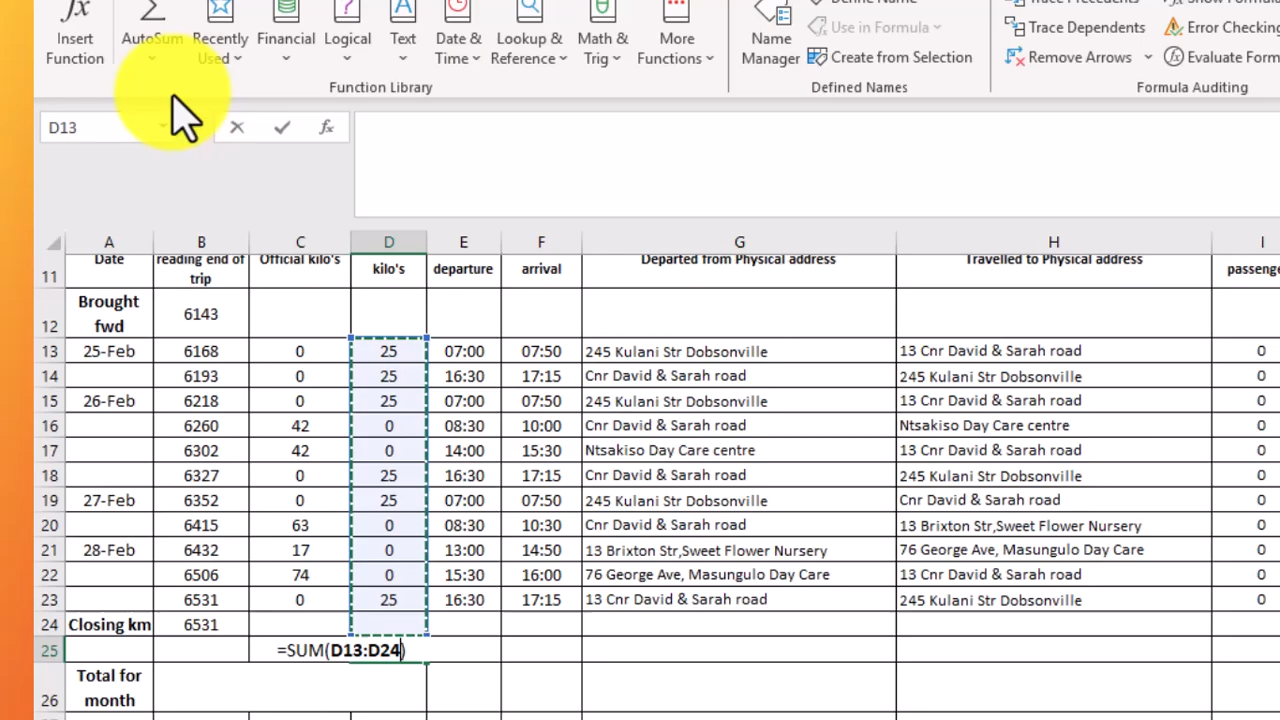 Define Name Trace Precedents Show Formula
fx Σ ? A θ
Insert Function AutoSum Recently Used Financial Logical Text Date & Time Lookup & Reference Math & Trig More Functions Name Manager Use in Formula Trace Dependents Error Checking
Create from Selection Remove Arrows Evaluate Form
Function Library Defined Names Formula Auditing
D13 fx
A B C D E F G H I
11 Date reading end of trip Official kilo's kilo's departure arrival Departed from Physical address Travelled to Physical address passenge
12 Brought fwd 6143
13 25-Feb 6168 0 25 07:00 07:50 245 Kulani Str Dobsonville 13 Cnr David & Sarah road 0
14 6193 0 25 16:30 17:15 Cnr David & Sarah road 245 Kulani Str Dobsonville 0
15 26-Feb 6218 0 25 07:00 07:50 245 Kulani Str Dobsonville 13 Cnr David & Sarah road 0
16 6260 42 0 08:30 10:00 Cnr David & Sarah road Ntsakiso Day Care centre 0
17 6302 42 0 14:00 15:30 Ntsakiso Day Care centre 13 Cnr David & Sarah road 0
18 6327 0 25 16:30 17:15 Cnr David & Sarah road 245 Kulani Str Dobsonville 0
19 27-Feb 6352 0 25 07:00 07:50 245 Kulani Str Dobsonville Cnr David & Sarah road 0
20 6415 63 0 08:30 10:30 Cnr David & Sarah road 13 Brixton Str,Sweet Flower Nursery 0
21 28-Feb 6432 17 0 13:00 14:50 13 Brixton Str,Sweet Flower Nursery 76 George Ave, Masungulo Day Care 0
22 6506 74 0 15:30 16:00 76 George Ave, Masungulo Day Care 13 Cnr David & Sarah road 0
23 6531 0 25 16:30 17:15 13 Cnr David & Sarah road 245 Kulani Str Dobsonville 0
24 Closing km 6531
25 =SUM(D13:D24)
26 Total for month